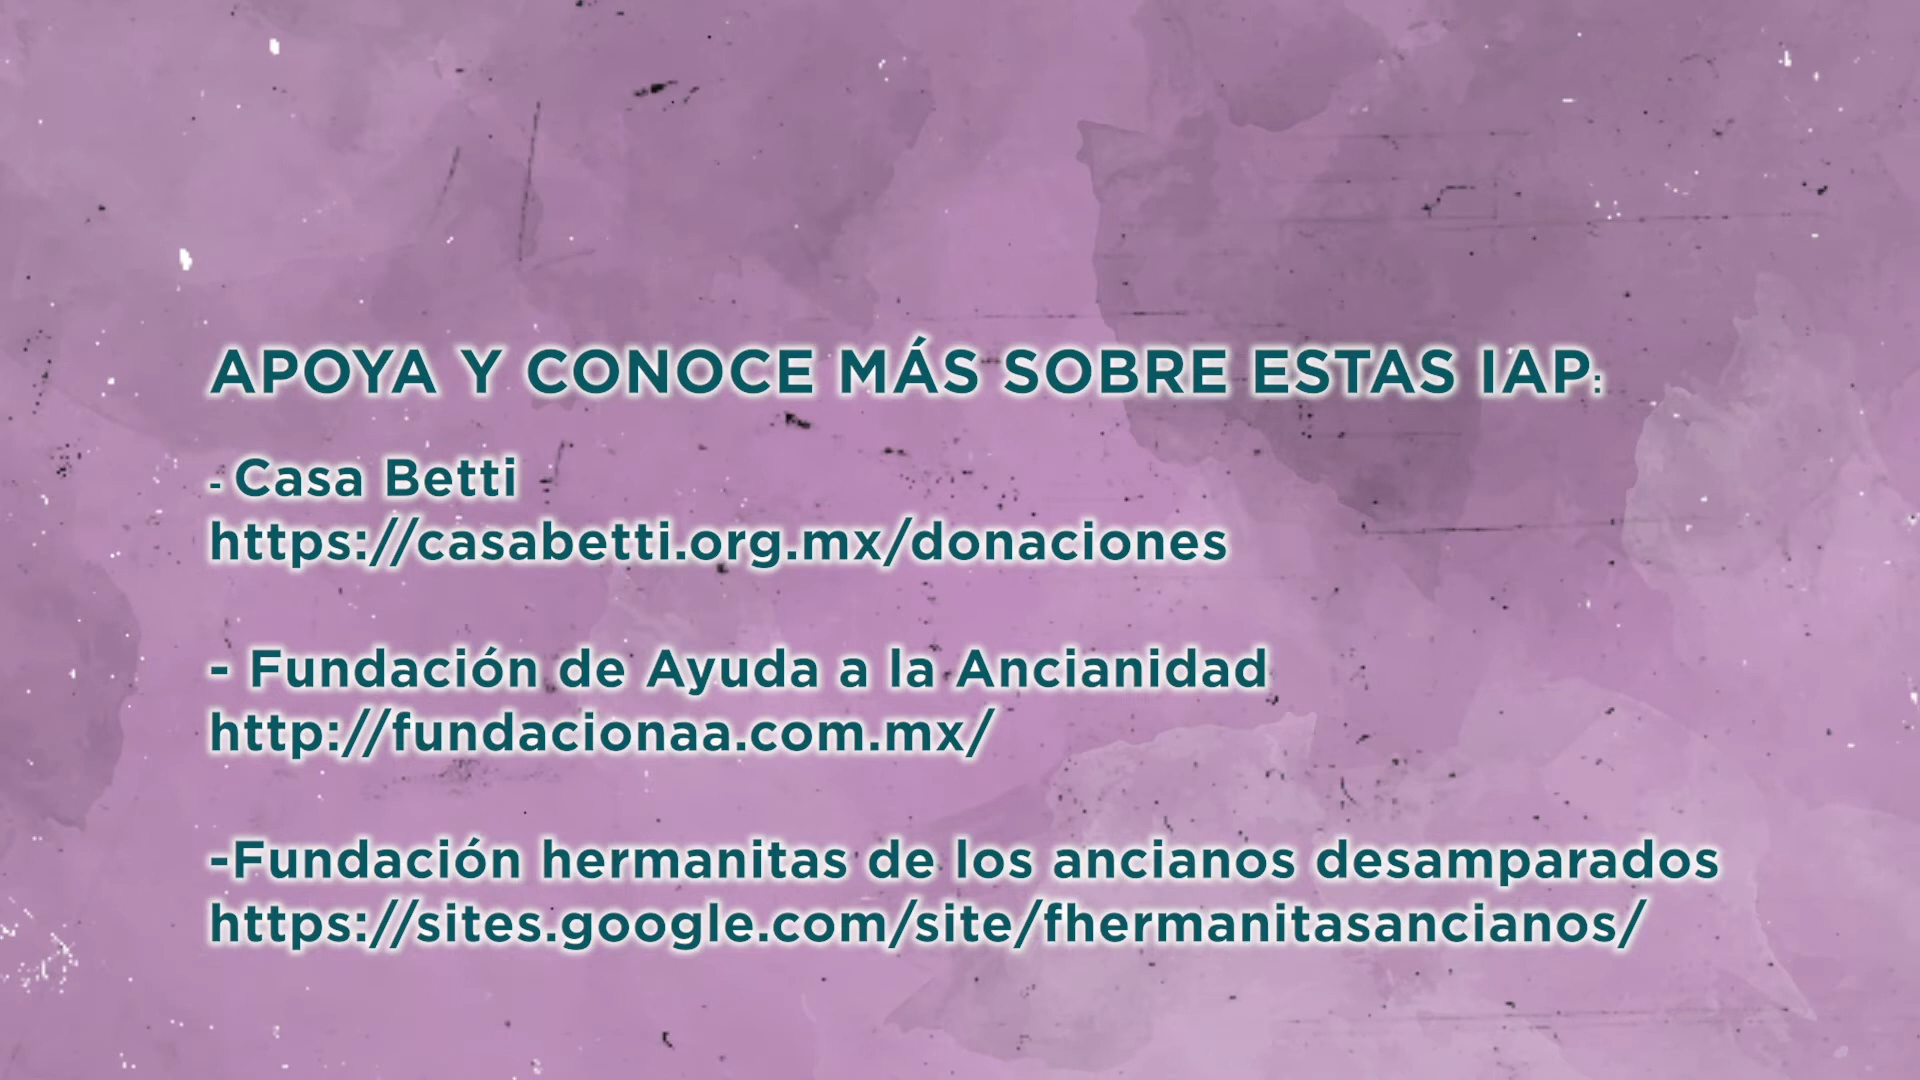 APOYA Y CONOCE MÁS SOBRE ESTAS IAP:
- Casa Betti
https://casabetti.org.mx/donaciones
- Fundación de Ayuda a la Ancianidad
http://fundacionaa.com.mx/
-Fundación hermanitas de los ancianos desamparados
https://sites.google.com/site/fhermanitasancianos/